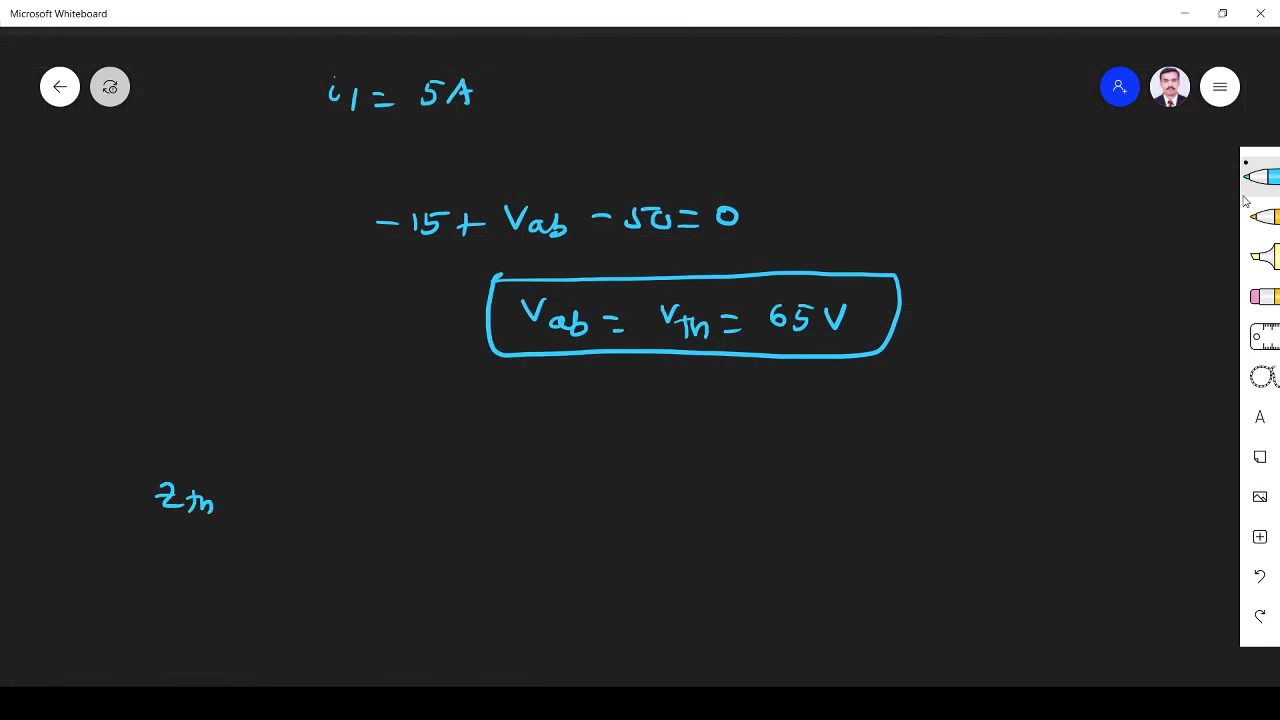 Microsoft Whiteboard
i1 = 5A
-15 + Vab - 50 = 0
Vab = Vth = 65 V
Zth
A